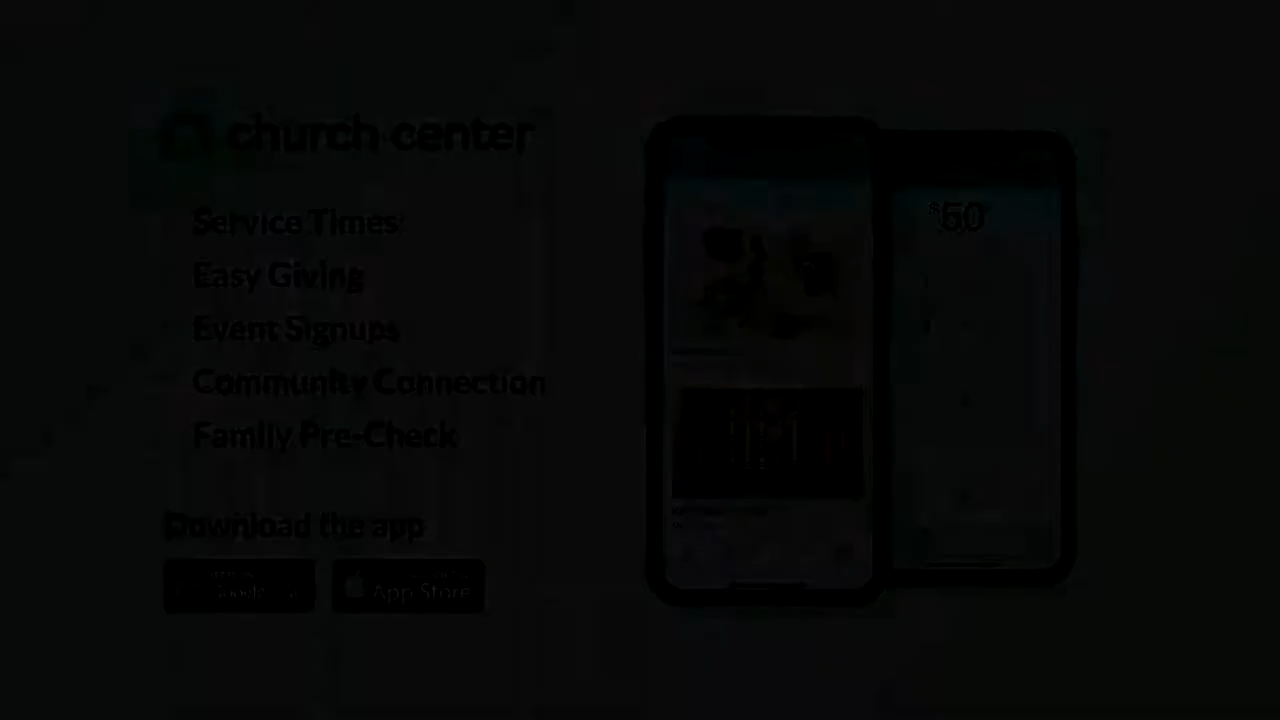 church center
Service Times
Easy Giving
Event Signups
Community Connection
Family Pre-Check
Download the app
Google
App Store
$50